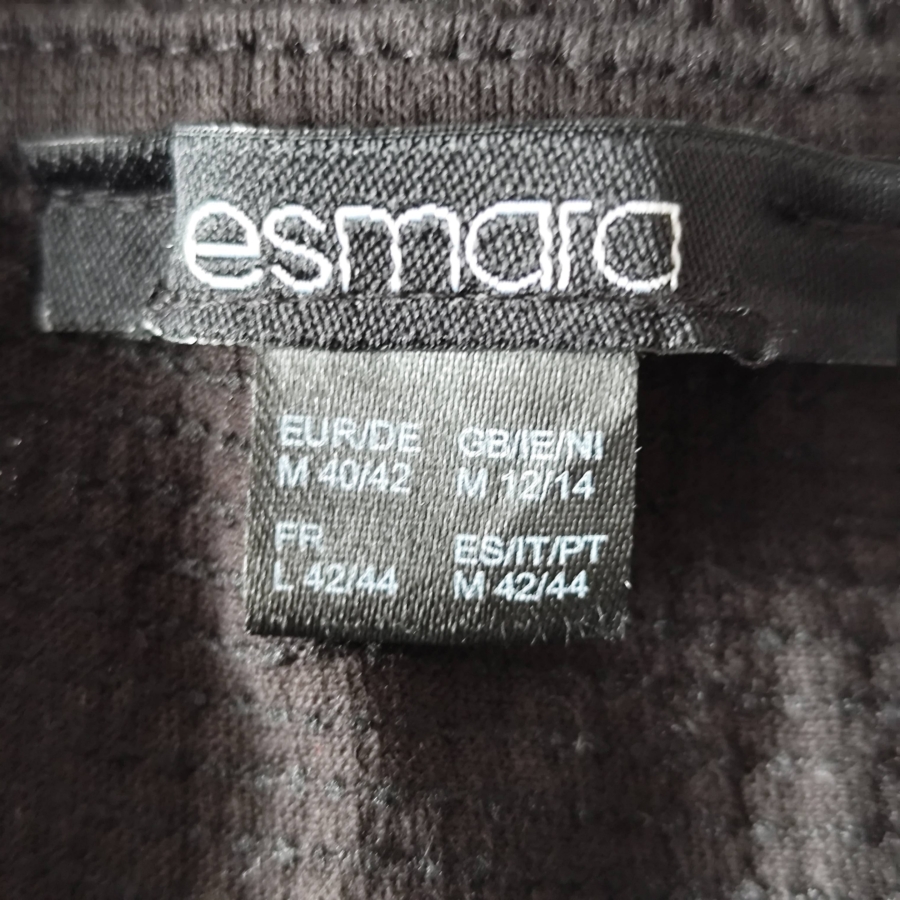 esmara
EUR/DE GB/IE/NI
M 40/42 M 12/14
FR ES/IT/PT
L 42/44 M 42/44